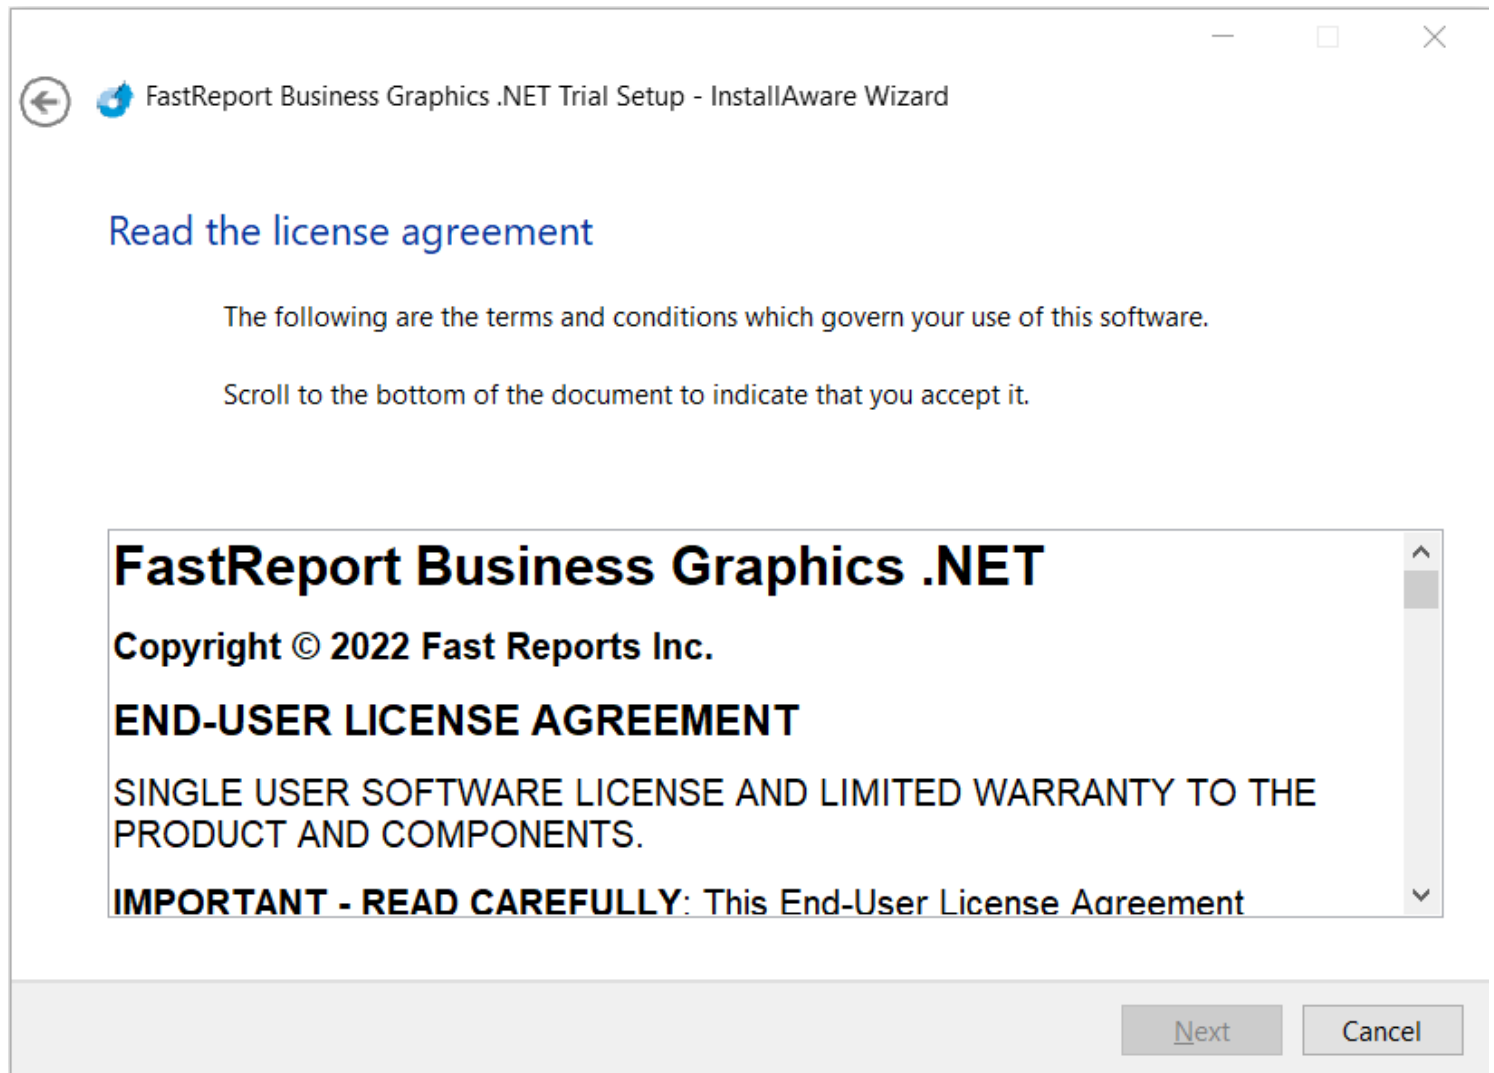 FastReport Business Graphics .NET Trial Setup - InstallAware Wizard
Read the license agreement
The following are the terms and conditions which govern your use of this software.
Scroll to the bottom of the document to indicate that you accept it.
FastReport Business Graphics .NET
Copyright © 2022 Fast Reports Inc.
END-USER LICENSE AGREEMENT
SINGLE USER SOFTWARE LICENSE AND LIMITED WARRANTY TO THE
PRODUCT AND COMPONENTS.
IMPORTANT - READ CAREFULLY: This End-User License Agreement
Next
Cancel